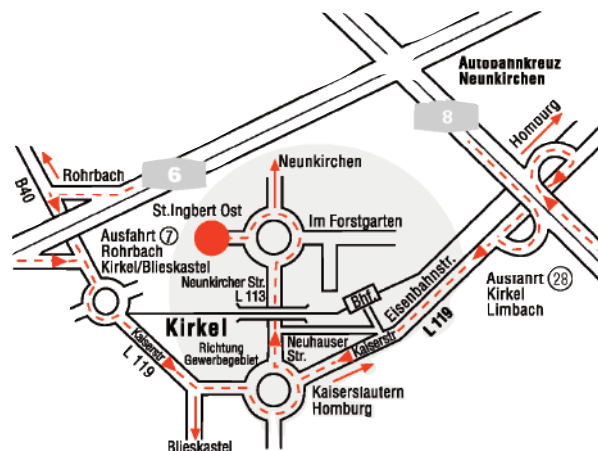 Autobahnkreuz
Neunkirchen
8
Homburg
Neunkirchen
6
Rohrbach
B40
St.Ingbert Ost
Im Forstgarten
Ausfahrt 7
Rohrbach
Kirkel/Blieskastel
Neunkircher Str.
L 113
Ausfahrt 28
Kirkel
Limbach
Bhf.
Eisenbahnstr.
L 119
Kirkel
Richtung
Gewerbegebiet
Neuhauser
Str.
Kaiserstr
Kaiserstr
L 119
Kaiserslautern
Homburg
Blieskastel